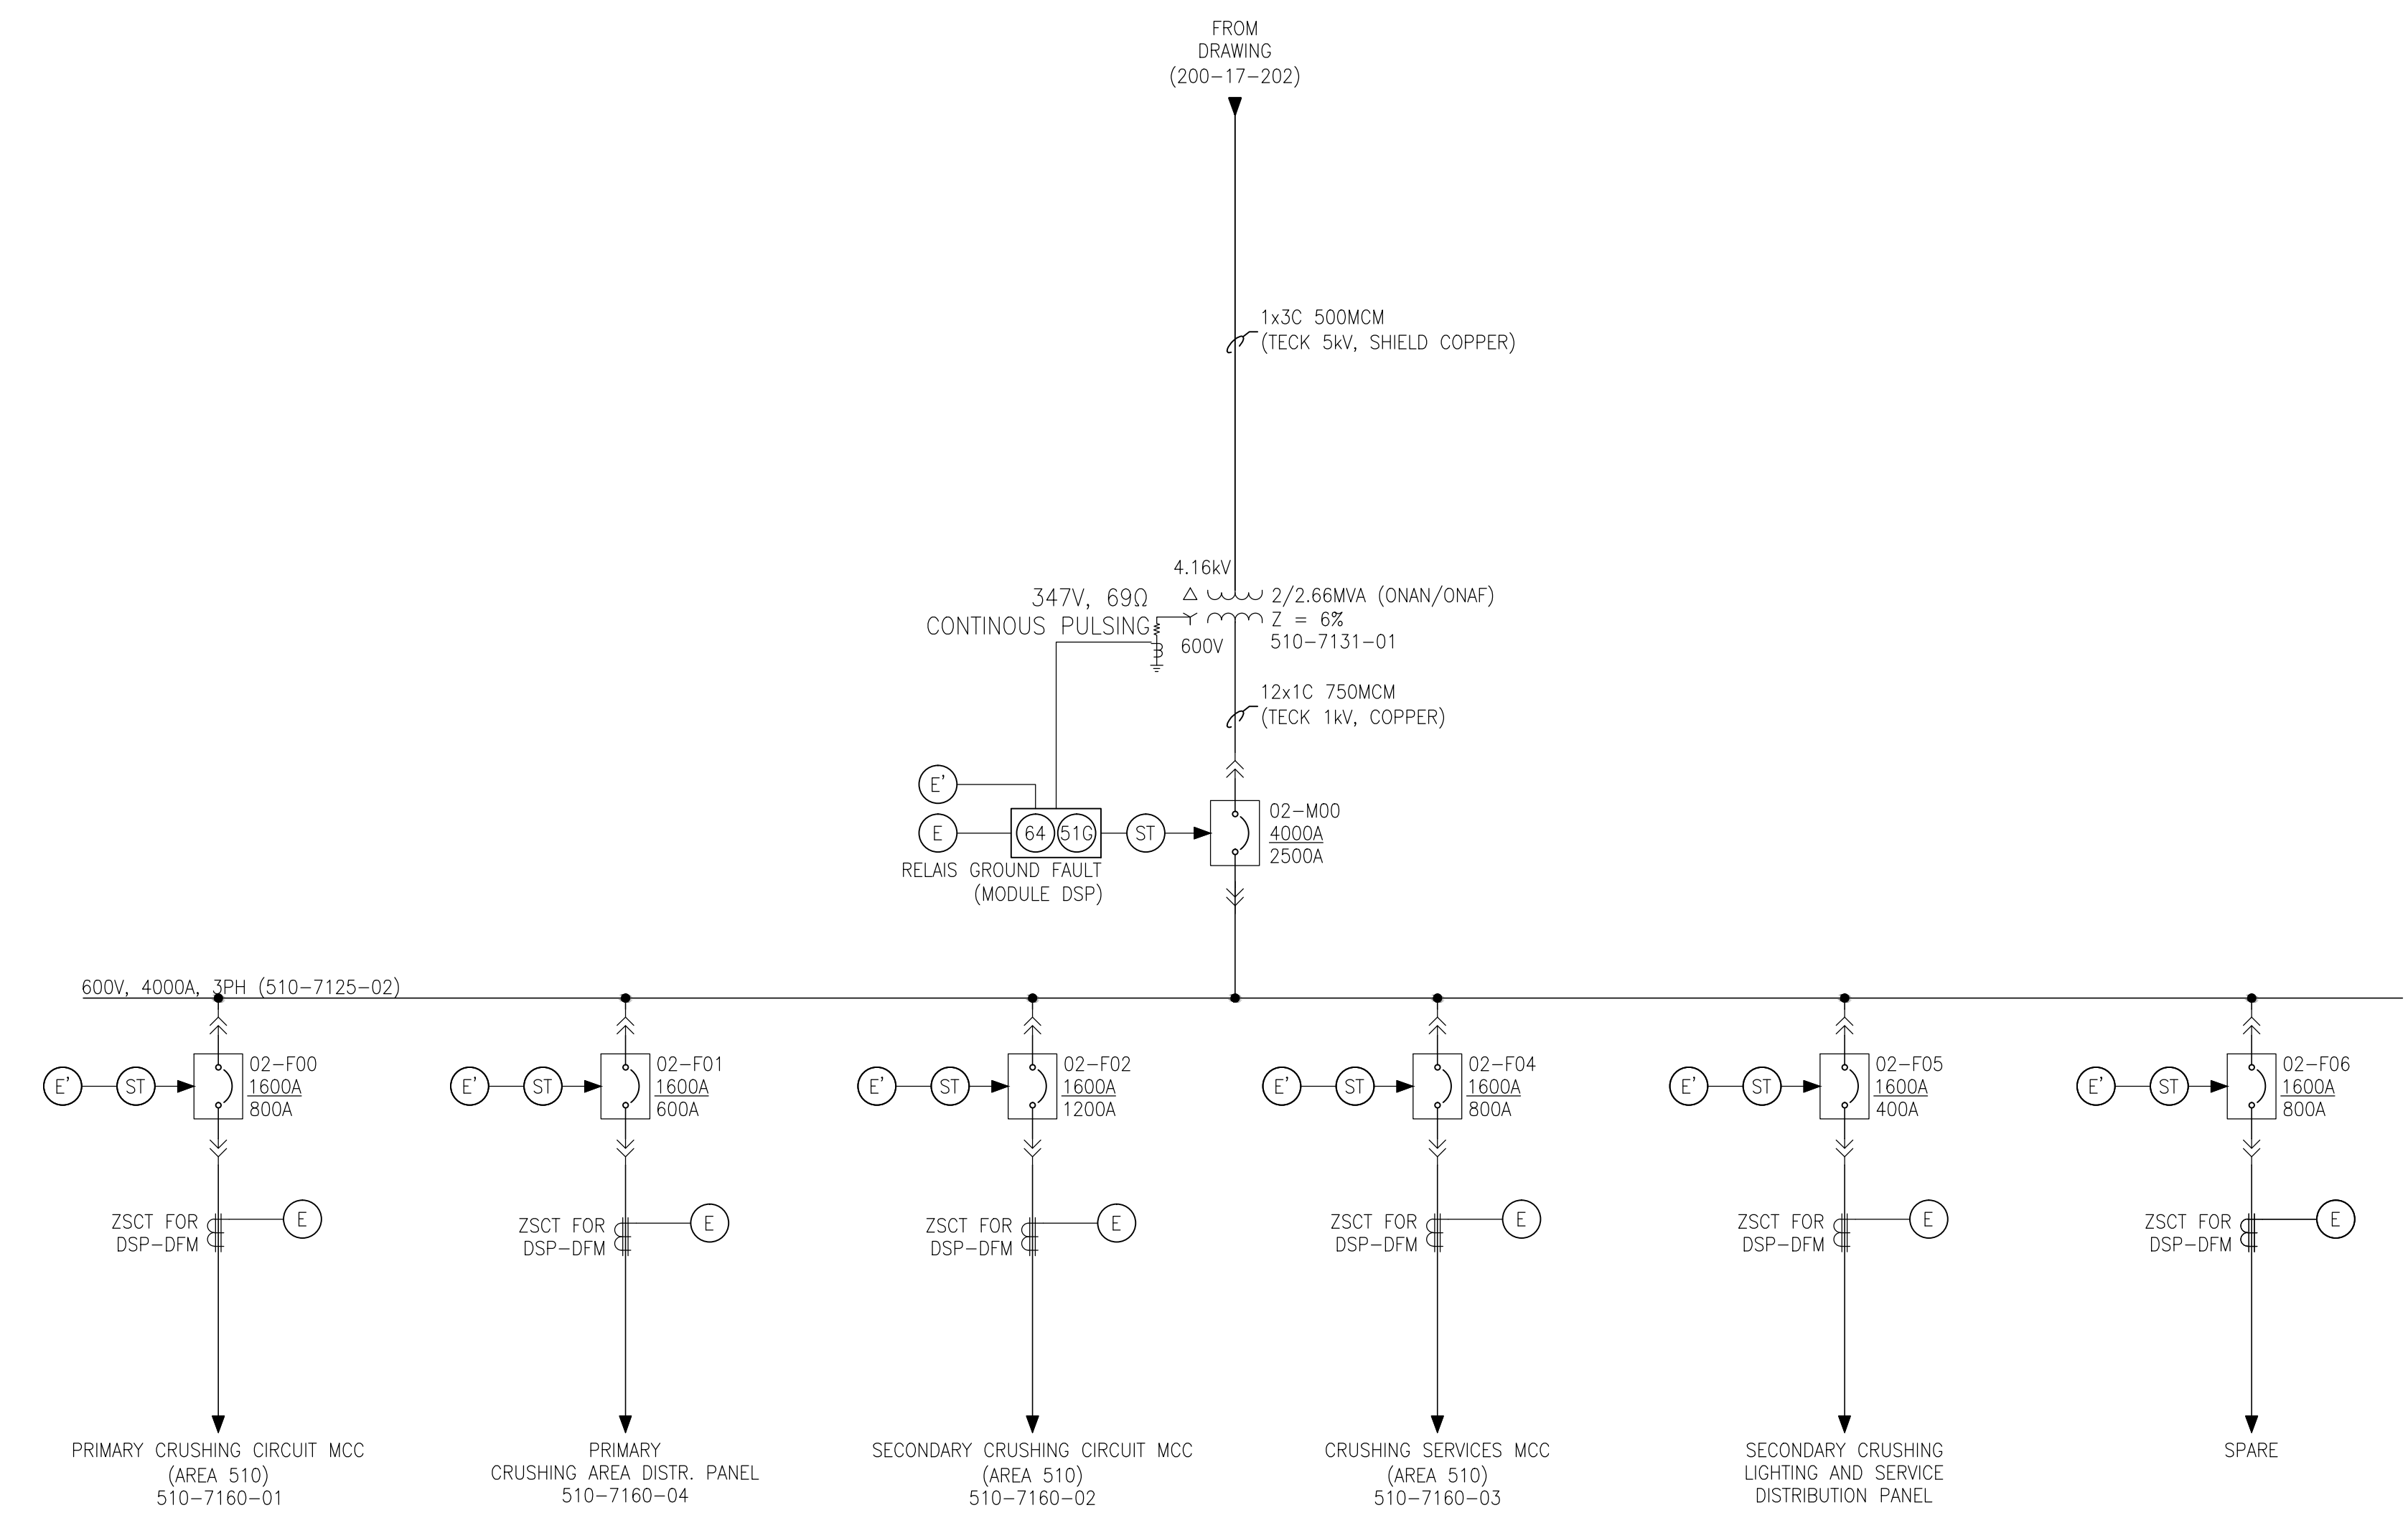 FROM
DRAWING
(200-17-202)
1x3C 500MCM
(TECK 5kV, SHIELD COPPER)
4.16kV
347V, 69Ω
CONTINOUS PULSING
2/2.66MVA (ONAN/ONAF)
Z = 6%
510-7131-01
600V
12x1C 750MCM
(TECK 1kV, COPPER)
E'
E
64
51G
ST
RELAIS GROUND FAULT
(MODULE DSP)
02-M00
4000A
2500A
600V, 4000A, 3PH (510-7125-02)
E'
ST
02-F00
1600A
800A
E'
ST
02-F01
1600A
600A
E'
ST
02-F02
1600A
1200A
E'
ST
02-F04
1600A
800A
E'
ST
02-F05
1600A
400A
E'
ST
02-F06
1600A
800A
ZSCT FOR
DSP-DFM
E
ZSCT FOR
DSP-DFM
E
ZSCT FOR
DSP-DFM
E
ZSCT FOR
DSP-DFM
E
ZSCT FOR
DSP-DFM
E
ZSCT FOR
DSP-DFM
E
PRIMARY CRUSHING CIRCUIT MCC
(AREA 510)
510-7160-01
PRIMARY
CRUSHING AREA DISTR. PANEL
510-7160-04
SECONDARY CRUSHING CIRCUIT MCC
(AREA 510)
510-7160-02
CRUSHING SERVICES MCC
(AREA 510)
510-7160-03
SECONDARY CRUSHING
LIGHTING AND SERVICE
DISTRIBUTION PANEL
SPARE